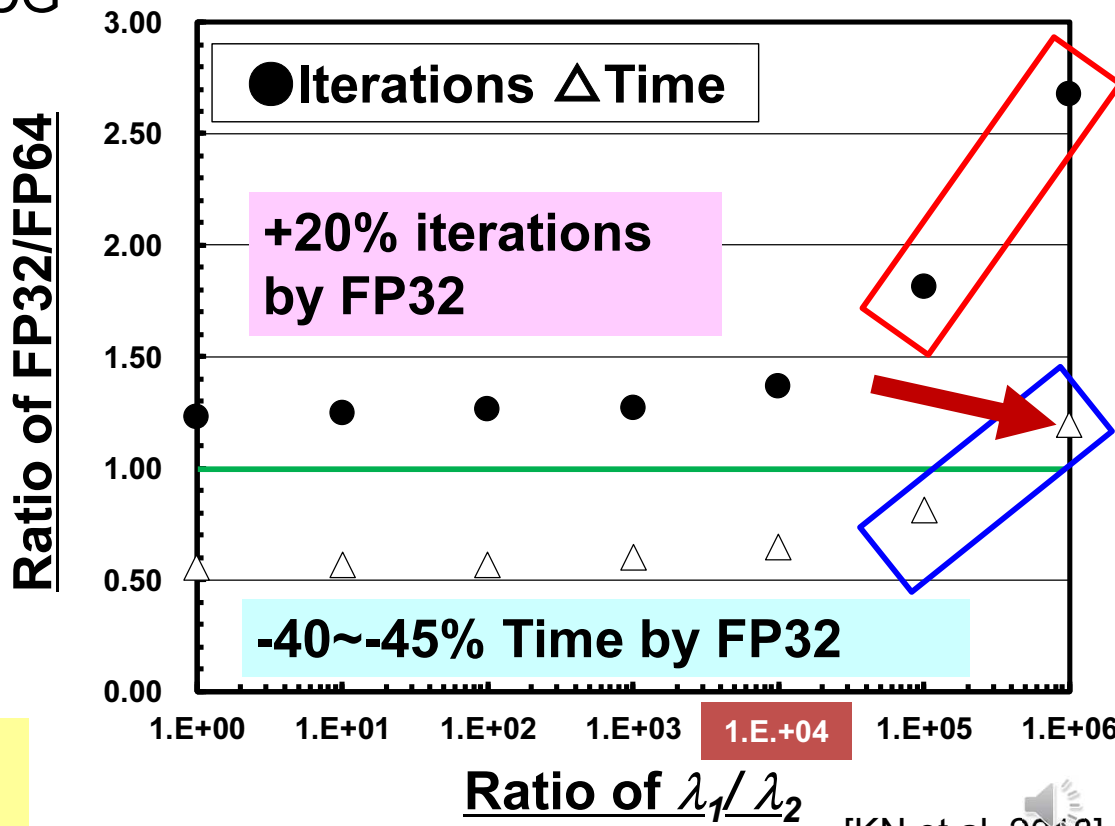 3.00
●Iterations △Time
2.50
+20% iterations
by FP32
2.00
1.50
1.00
0.50
-40~-45% Time by FP32
0.00
Ratio of FP32/FP64
1.E+00 1.E+01 1.E+02 1.E+03 1.E.+04 1.E+05 1.E+06
Ratio of λ1/ λ2